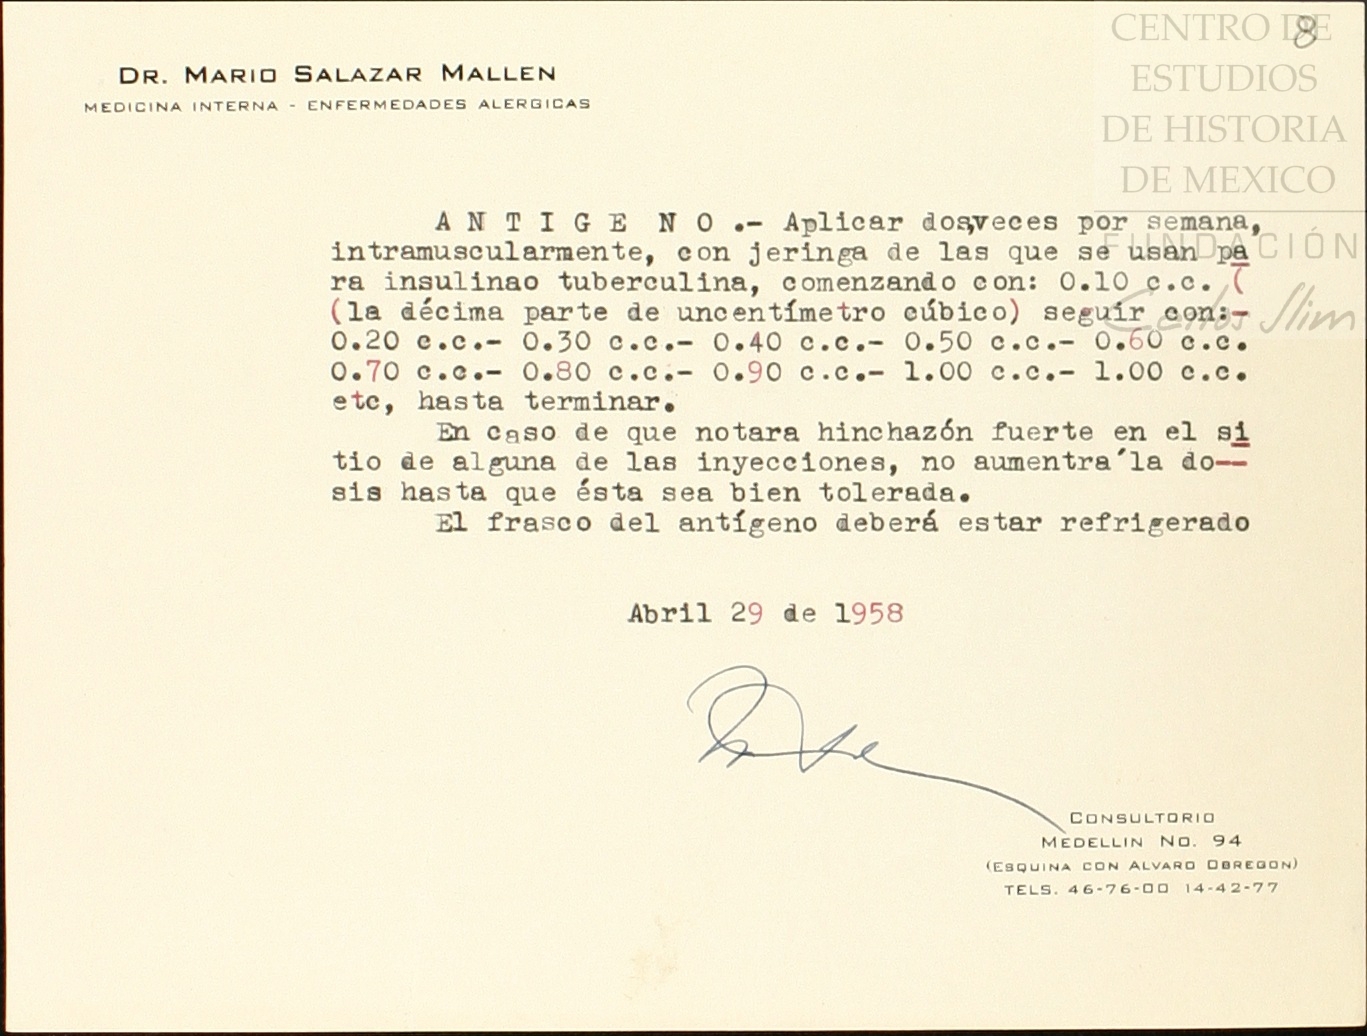 CENTRO DE
ESTUDIOS
DE HISTORIA
DE MEXICO
FUNDACIÓN
Carlos Slim
8
DR. MARIO SALAZAR MALLEN
MEDICINA INTERNA - ENFERMEDADES ALERGICAS
A N T I G E N O .- Aplicar dos,veces por semana,
intramuscularmente, con jeringa de las que se usan pa
ra insulinao tuberculina, comenzando con: 0.10 c.c. (
(la décima parte de uncentímetro cúbico) seguir con:-
0.20 c.c.- 0.30 c.c.- 0.40 c.c.- 0.50 c.c.- 0.60 c.c.
0.70 c.c.- 0.80 c.c.- 0.90 c.c.- 1.00 c.c.- 1.00 c.c.
etc, hasta terminar.
En caso de que notara hinchazón fuerte en el si
tio de alguna de las inyecciones, no aumentra´la do--
sis hasta que ésta sea bien tolerada.
El frasco del antígeno deberá estar refrigerado
Abril 29 de 1958
CONSULTORIO
MEDELLIN NO. 94
(ESQUINA CON ALVARO OBREGON)
TELS. 46-76-00 14-42-77